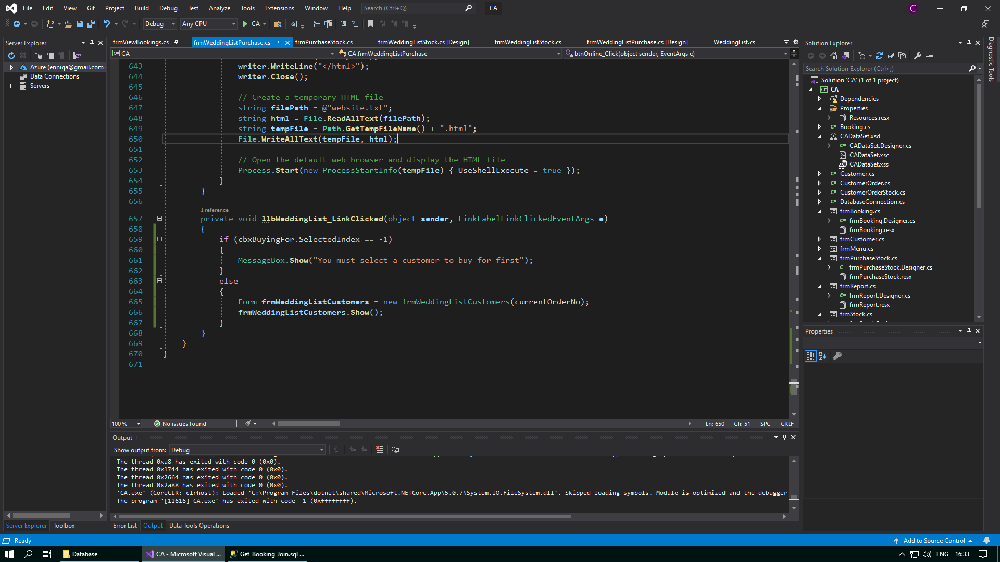 File Edit View Git Project Build Debug Test Analyze Tools Extensions Window Help Search (Ctrl+Q) CA C
Debug Any CPU CA
Server Explorer
Azure (enniqa@gmail.com
Data Connections
Servers
Server Explorer Toolbox
frmViewBookings.cs frmWeddingListPurchase.cs frmPurchaseStock.cs frmWeddingListStock.cs [Design] frmWeddingListStock.cs frmWeddingListPurchase.cs [Design] WeddingList.cs
CA CA.frmWeddingListPurchase btnOnline_Click(object sender, EventArgs e)
643 writer.WriteLine("</html>");
644 writer.Close();
645
646 // Create a temporary HTML file
647 string filePath = @"website.txt";
648 string html = File.ReadAllText(filePath);
649 string tempFile = Path.GetTempFileName() + ".html";
650 File.WriteAllText(tempFile, html);
651
652 // Open the default web browser and display the HTML file
653 Process.Start(new ProcessStartInfo(tempFile) { UseShellExecute = true });
654 }
655 }
656
1 reference
657 private void llbWeddingList_LinkClicked(object sender, LinkLabelLinkClickedEventArgs e)
658 {
659 if (cbxBuyingFor.SelectedIndex == -1)
660 {
661 MessageBox.Show("You must select a customer to buy for first");
662 }
663 else
664 {
665 Form frmWeddingListCustomers = new frmWeddingListCustomers(currentOrderNo);
666 frmWeddingListCustomers.Show();
667 }
668 }
669 }
670 }
671
100 % No issues found Ln: 650 Ch: 51 SPC CRLF
Output
Show output from: Debug
The thread 0xa8 has exited with code 0 (0x0).
The thread 0x1744 has exited with code 0 (0x0).
The thread 0x2664 has exited with code 0 (0x0).
The thread 0x2a88 has exited with code 0 (0x0).
'CA.exe' (CoreCLR: clrhost): Loaded 'C:\Program Files\dotnet\shared\Microsoft.NETCore.App\5.0.7\System.IO.FileSystem.dll'. Skipped loading symbols. Module is optimized and the debugger
The program '[11616] CA.exe' has exited with code -1 (0xffffffff).
Error List Output Data Tools Operations
Solution Explorer
Search Solution Explorer (Ctrl+;)
Solution 'CA' (1 of 1 project)
CA
Dependencies
Properties
Resources.resx
Booking.cs
CADataSet.xsd
CADataSet.Designer.cs
CADataSet.xsc
CADataSet.xss
Customer.cs
CustomerOrder.cs
CustomerOrderStock.cs
DatabaseConnection.cs
frmBooking.cs
frmBooking.Designer.cs
frmBooking.resx
frmCustomer.cs
frmMenu.cs
frmPurchaseStock.cs
frmPurchaseStock.Designer.cs
frmPurchaseStock.resx
frmReport.cs
frmReport.Designer.cs
frmReport.resx
frmStock.cs
Properties
Diagnostic Tools
Ready Add to Source Control
Database CA - Microsoft Visual ... Get_Booking_Join.sql ... ENG 16:33